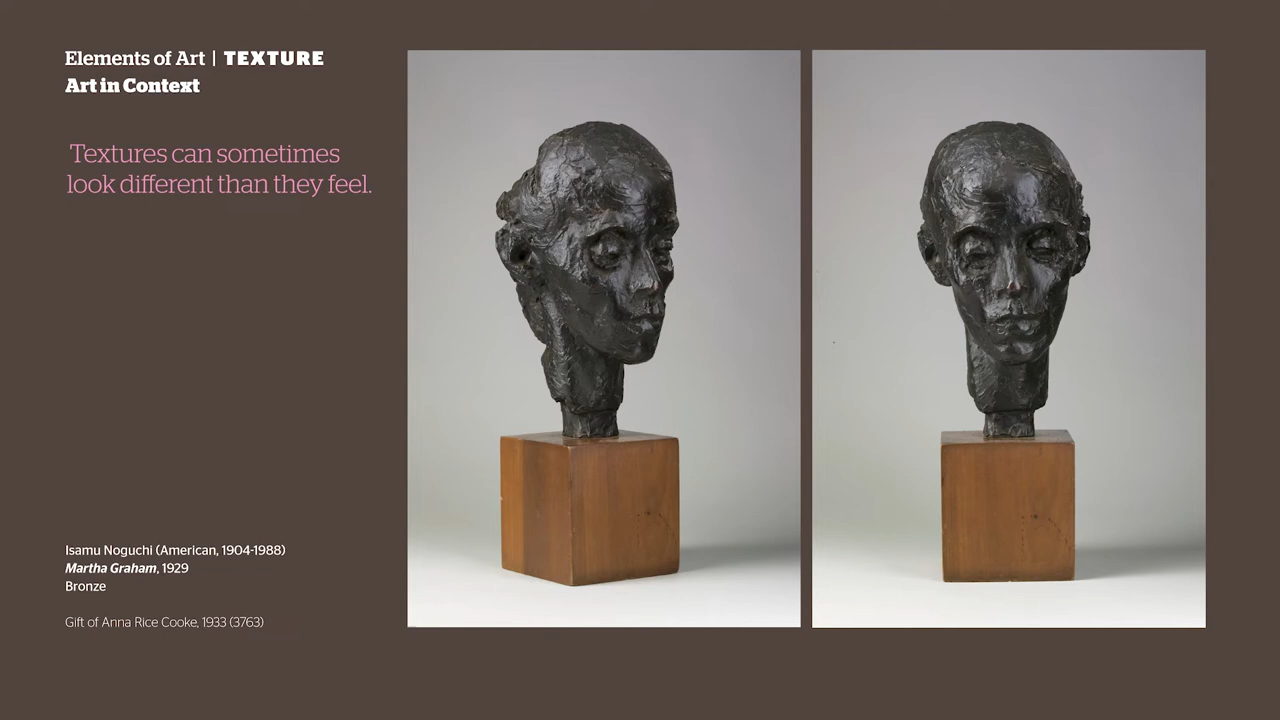 Elements of Art | TEXTURE
Art in Context
Textures can sometimes
look different than they feel.
Isamu Noguchi (American, 1904-1988)
Martha Graham, 1929
Bronze
Gift of Anna Rice Cooke, 1933 (3763)